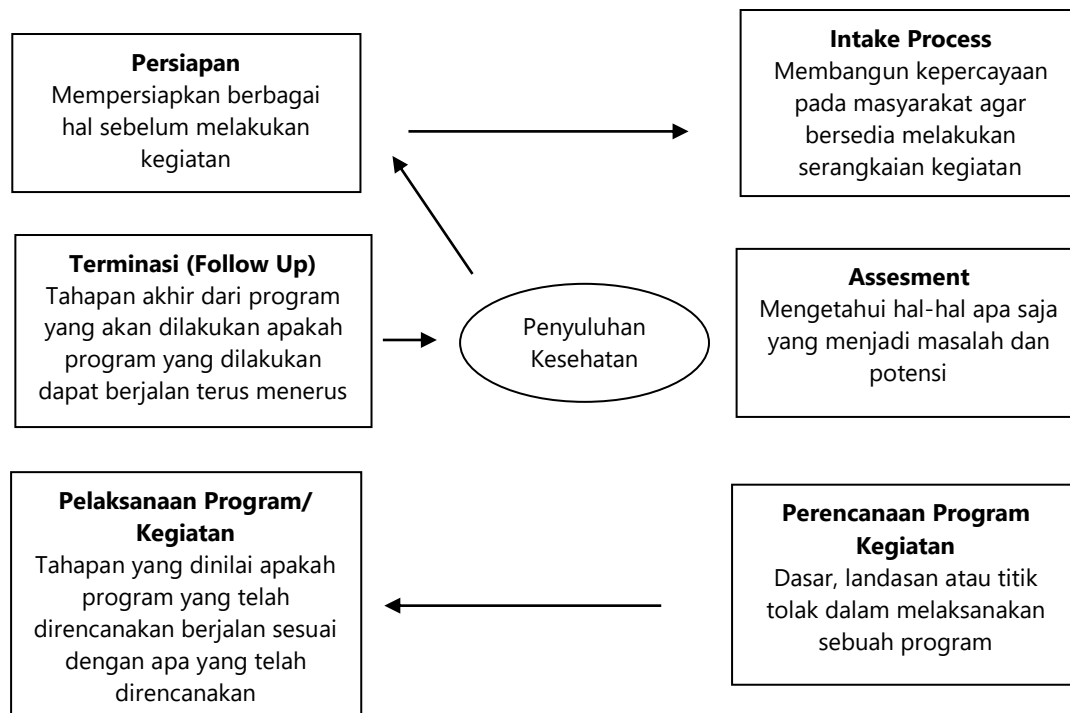 Persiapan
Mempersiapkan berbagai
hal sebelum melakukan
kegiatan
Intake Process
Membangun kepercayaan
pada masyarakat agar
bersedia melakukan
serangkaian kegiatan
Terminasi (Follow Up)
Tahapan akhir dari program
yang akan dilakukan apakah
program yang dilakukan
dapat berjalan terus menerus
Penyuluhan
Kesehatan
Assesment
Mengetahui hal-hal apa saja
yang menjadi masalah dan
potensi
Pelaksanaan Program/
Kegiatan
Tahapan yang dinilai apakah
program yang telah
direncanakan berjalan sesuai
dengan apa yang telah
direncanakan
Perencanaan Program
Kegiatan
Dasar, landasan atau titik
tolak dalam melaksanakan
sebuah program